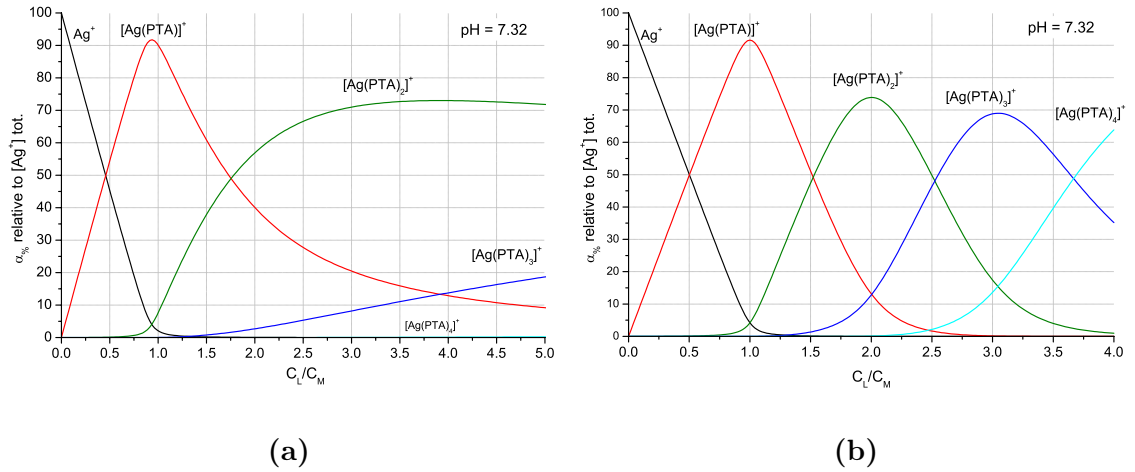 100
90
80
70
60
50
40
30
20
10
0
α% relative to [Ag⁺] tot.
Ag⁺
[Ag(PTA)]⁺
pH = 7.32
[Ag(PTA)₂]⁺
[Ag(PTA)₃]⁺
[Ag(PTA)₄]⁺
0.0 0.5 1.0 1.5 2.0 2.5 3.0 3.5 4.0 4.5 5.0
C_L/C_M
(a)
100
90
80
70
60
50
40
30
20
10
0
α% relative to [Ag⁺] tot.
Ag⁺
[Ag(PTA)]⁺
pH = 7.32
[Ag(PTA)₂]⁺
[Ag(PTA)₃]⁺
[Ag(PTA)₄]⁺
0.0 0.5 1.0 1.5 2.0 2.5 3.0 3.5 4.0
C_L/C_M
(b)